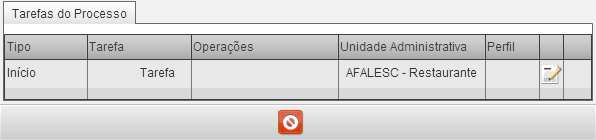 Tarefas do Processo
Tipo Tarefa Operações Unidade Administrativa Perfil
Início Tarefa AFALESC - Restaurante